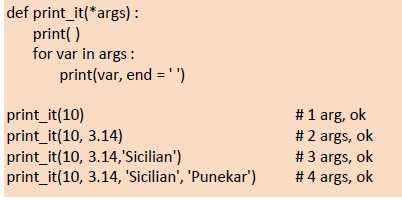 def print_it(*args) :
print( )
for var in args :
print(var, end = ' ')
print_it(10) # 1 arg, ok
print_it(10, 3.14) # 2 args, ok
print_it(10, 3.14,'Sicilian') # 3 args, ok
print_it(10, 3.14, 'Sicilian', 'Punekar') # 4 args, ok